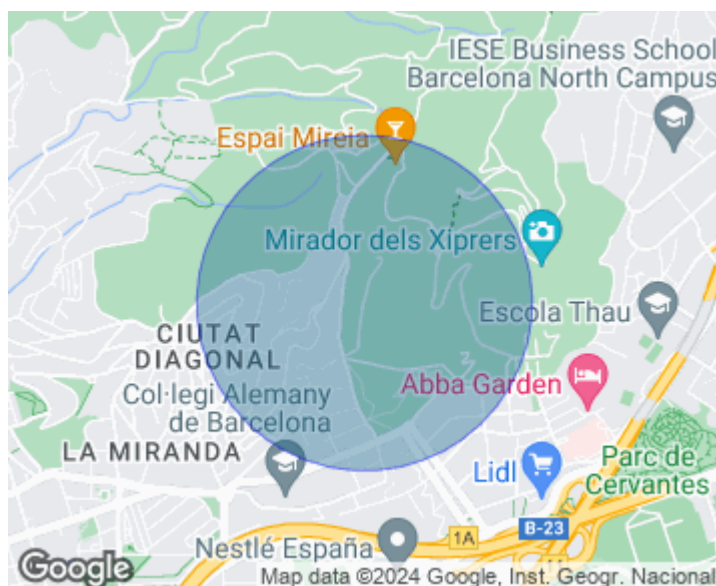 IESE Business School
Barcelona North Campus
Espai Mireia
Mirador dels Xiprers
Escola Thau
CIUTAT
DIAGONAL
Abba Garden
Col·legi Alemany
de Barcelona
LA MIRANDA
Lidl
Parc de
Cervantes
B-23
1A
Nestlé España
Google
Map data ©2024 Google, Inst. Geogr. Nacional